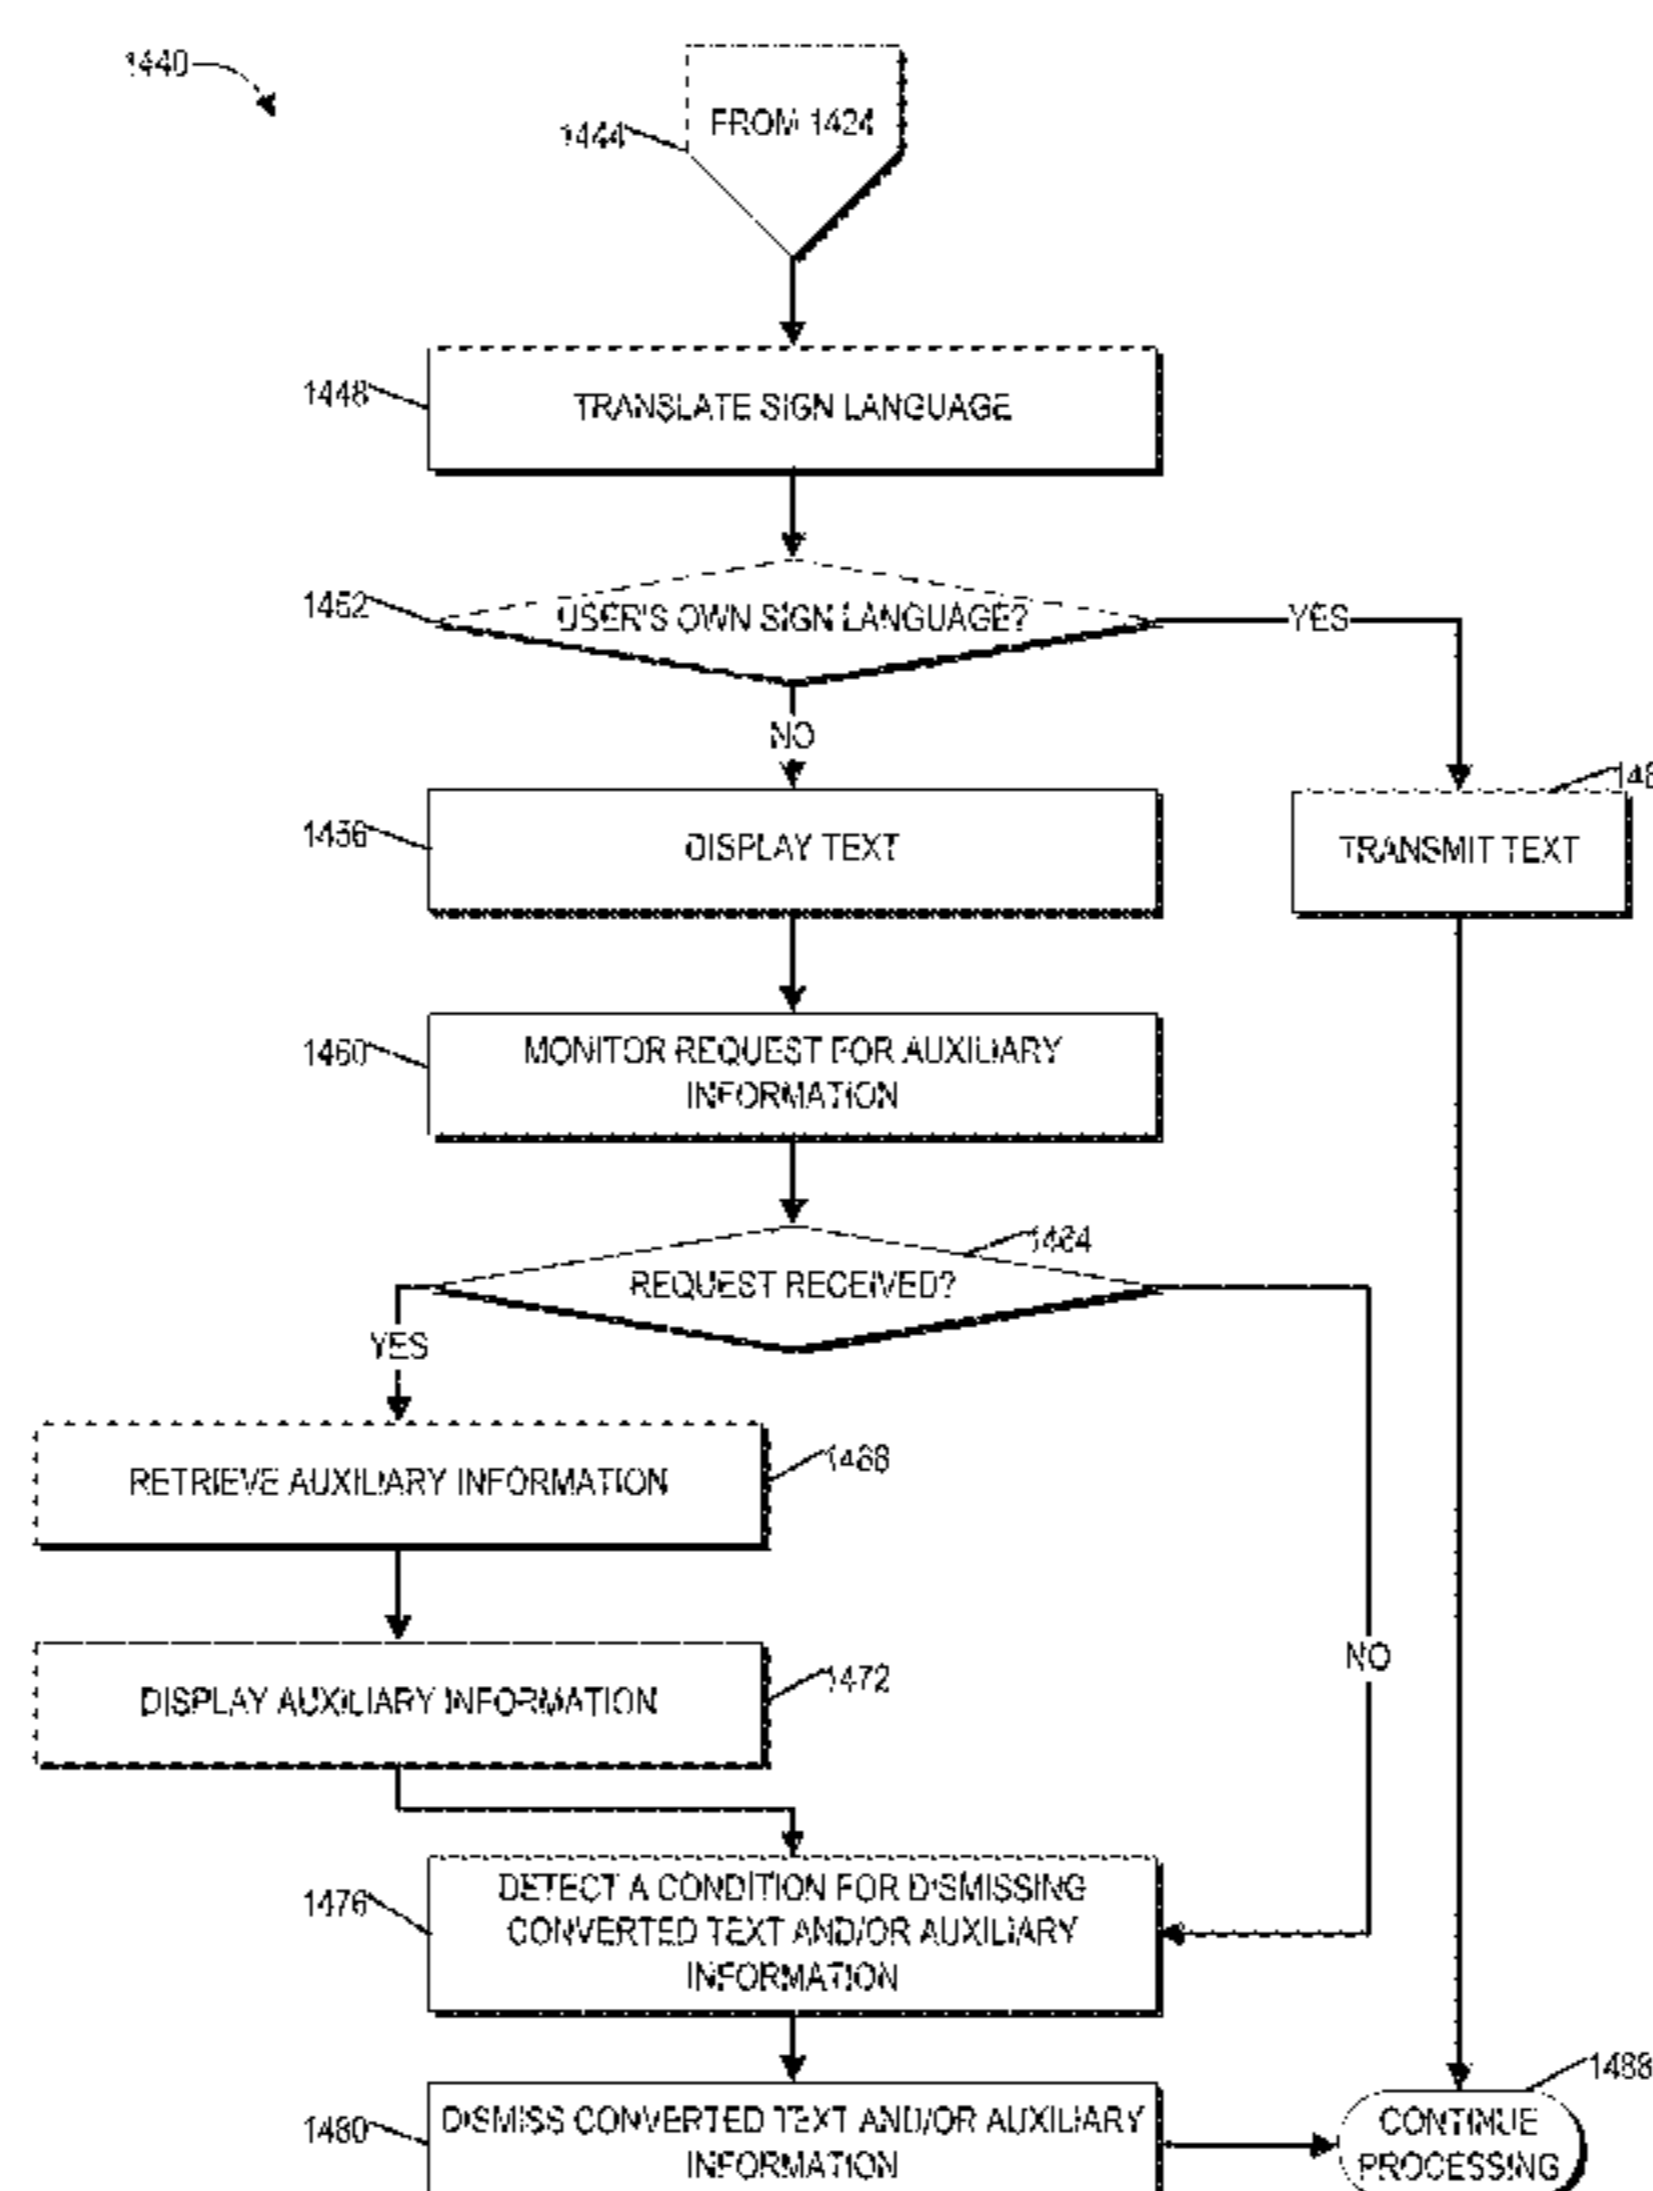 1440
1444
FROM 1424
1448
TRANSLATE SIGN LANGUAGE
1452
USER'S OWN SIGN LANGUAGE?
YES
NO
1456
DISPLAY TEXT
TRANSMIT TEXT
1460
MONITOR REQUEST FOR AUXILIARY
INFORMATION
1464
REQUEST RECEIVED?
YES
1468
RETRIEVE AUXILIARY INFORMATION
NO
1472
DISPLAY AUXILIARY INFORMATION
1476
DETECT A CONDITION FOR DISMISSING
CONVERTED TEXT AND/OR AUXILIARY
INFORMATION
1480
DISMISS CONVERTED TEXT AND/OR AUXILIARY
INFORMATION
1488
CONTINUE
PROCESSING